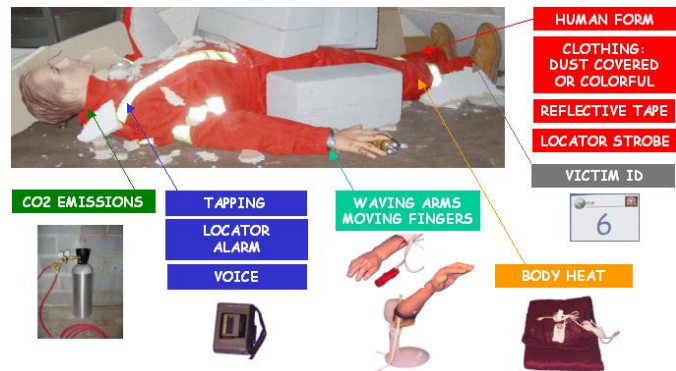 HUMAN FORM
CLOTHING:
DUST COVERED
OR COLORFUL
REFLECTIVE TAPE
LOCATOR STROBE
VICTIM ID
CO2 EMISSIONS
TAPPING
LOCATOR
ALARM
VOICE
WAVING ARMS
MOVING FINGERS
6
BODY HEAT